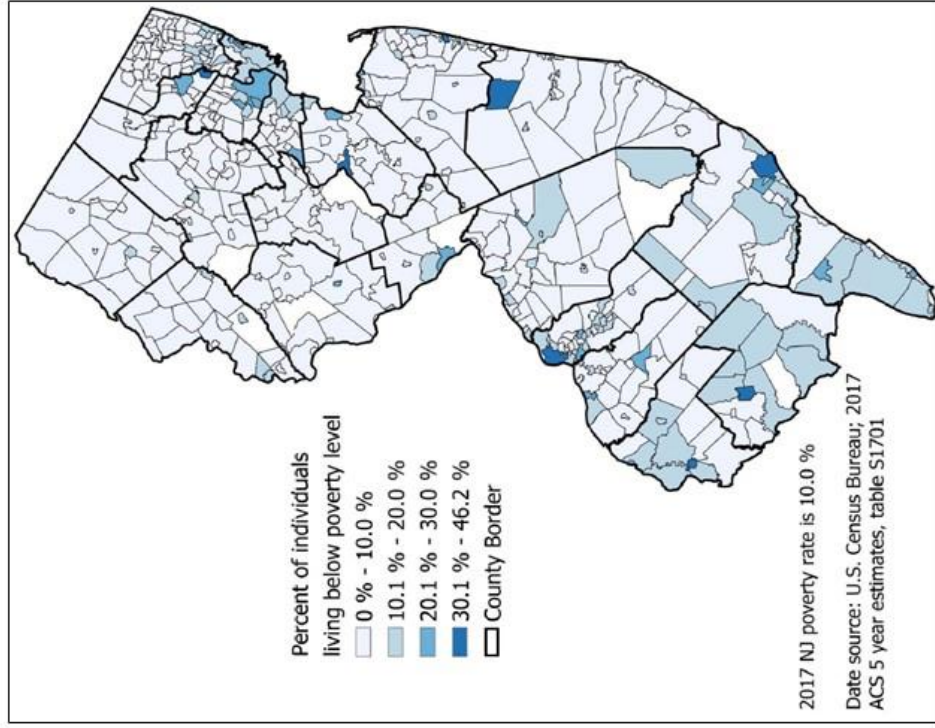 Percent of individuals
living below poverty level
0 % - 10.0 %
10.1 % - 20.0 %
20.1 % - 30.0 %
30.1 % - 46.2 %
County Border
2017 NJ poverty rate is 10.0 %
Date source: U.S. Census Bureau; 2017
ACS 5 year estimates, table S1701